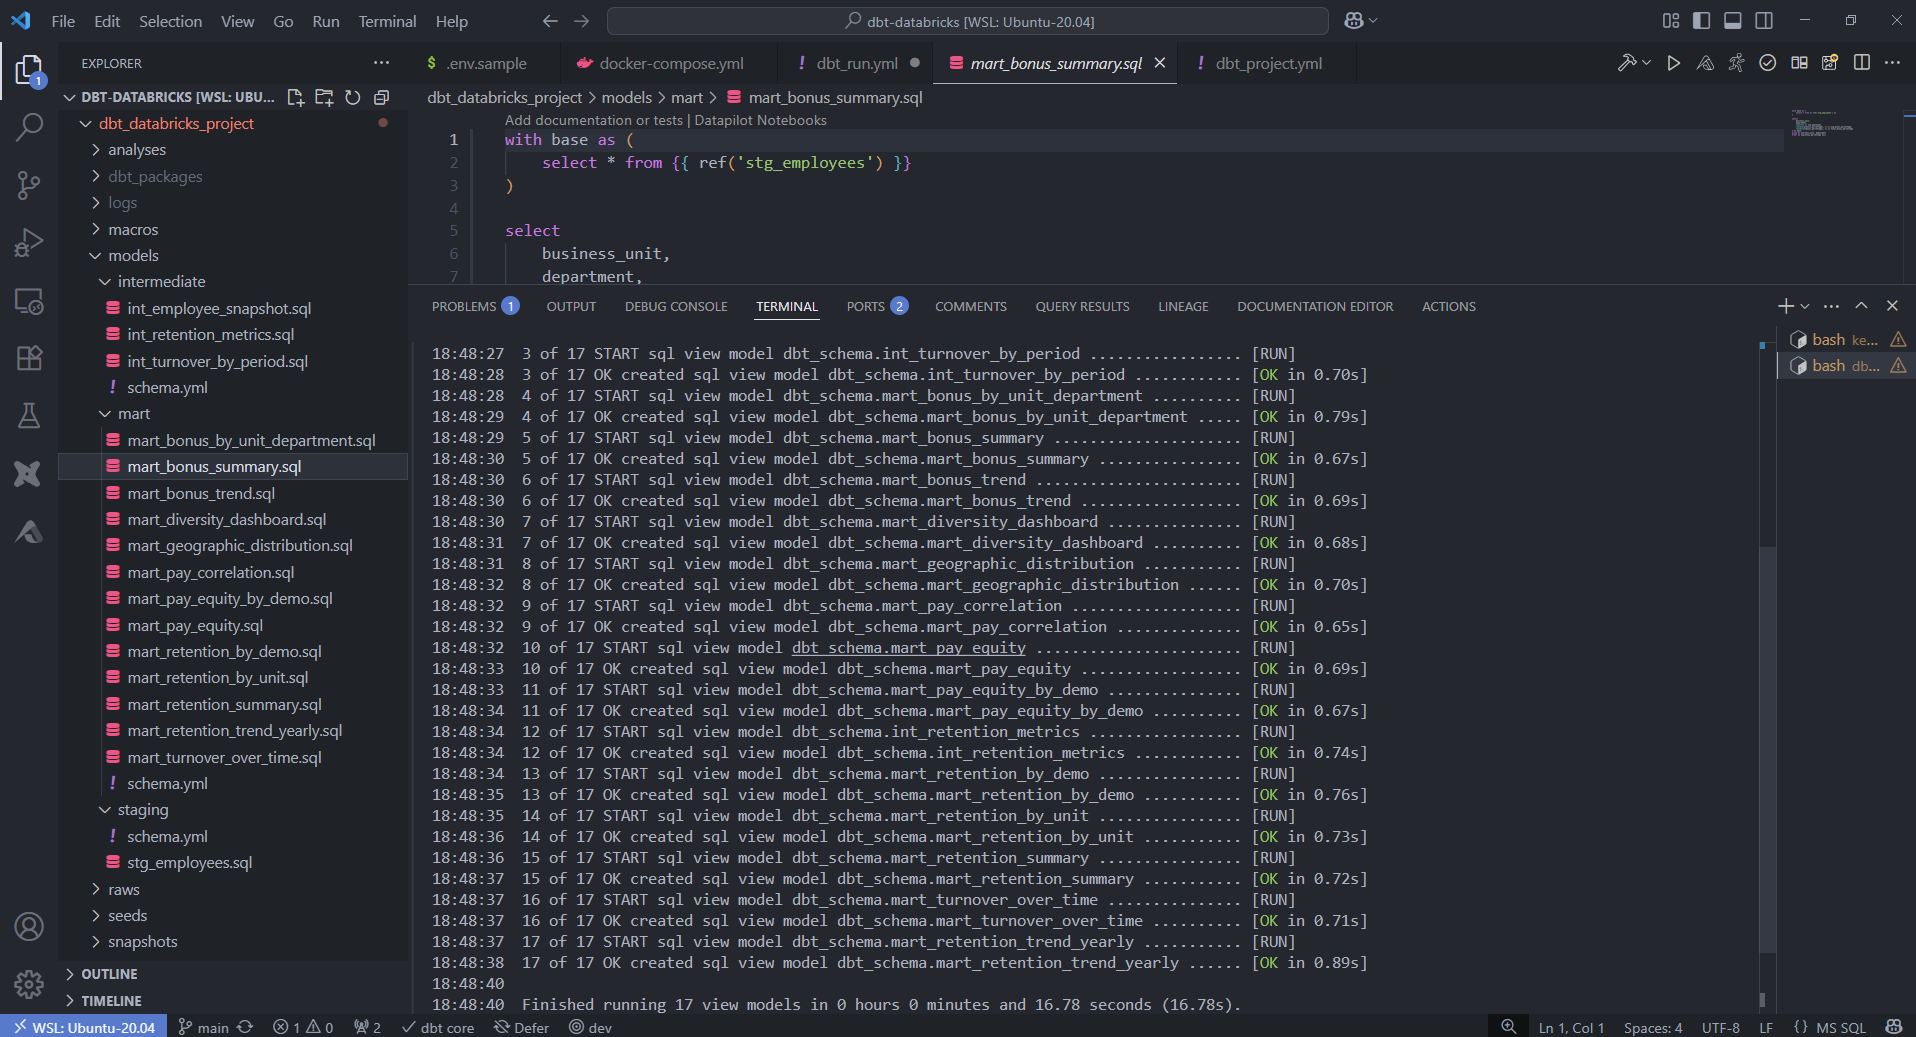 File Edit Selection View Go Run Terminal Help
dbt-databricks [WSL: Ubuntu-20.04]
EXPLORER
1
$ .env.sample
docker-compose.yml
! dbt_run.yml
mart_bonus_summary.sql
! dbt_project.yml
DBT-DATABRICKS [WSL: UBU...
dbt_databricks_project
analyses
dbt_packages
logs
macros
models
intermediate
int_employee_snapshot.sql
int_retention_metrics.sql
int_turnover_by_period.sql
! schema.yml
mart
mart_bonus_by_unit_department.sql
mart_bonus_summary.sql
mart_bonus_trend.sql
mart_diversity_dashboard.sql
mart_geographic_distribution.sql
mart_pay_correlation.sql
mart_pay_equity_by_demo.sql
mart_pay_equity.sql
mart_retention_by_demo.sql
mart_retention_by_unit.sql
mart_retention_summary.sql
mart_retention_trend_yearly.sql
mart_turnover_over_time.sql
! schema.yml
staging
! schema.yml
stg_employees.sql
raws
seeds
snapshots
OUTLINE
TIMELINE
dbt_databricks_project > models > mart > mart_bonus_summary.sql
Add documentation or tests | Datapilot Notebooks
1 with base as (
2 select * from {{ ref('stg_employees') }}
3 )
4
5 select
6 business_unit,
7 department,
PROBLEMS 1 OUTPUT DEBUG CONSOLE TERMINAL PORTS 2 COMMENTS QUERY RESULTS LINEAGE DOCUMENTATION EDITOR ACTIONS
bash ke...
bash db...
18:48:27 3 of 17 START sql view model dbt_schema.int_turnover_by_period ................. [RUN]
18:48:28 3 of 17 OK created sql view model dbt_schema.int_turnover_by_period ............ [OK in 0.70s]
18:48:28 4 of 17 START sql view model dbt_schema.mart_bonus_by_unit_department .......... [RUN]
18:48:29 4 of 17 OK created sql view model dbt_schema.mart_bonus_by_unit_department ..... [OK in 0.79s]
18:48:29 5 of 17 START sql view model dbt_schema.mart_bonus_summary ..................... [RUN]
18:48:30 5 of 17 OK created sql view model dbt_schema.mart_bonus_summary ................ [OK in 0.67s]
18:48:30 6 of 17 START sql view model dbt_schema.mart_bonus_trend ....................... [RUN]
18:48:30 6 of 17 OK created sql view model dbt_schema.mart_bonus_trend .................. [OK in 0.69s]
18:48:30 7 of 17 START sql view model dbt_schema.mart_diversity_dashboard ............... [RUN]
18:48:31 7 of 17 OK created sql view model dbt_schema.mart_diversity_dashboard .......... [OK in 0.68s]
18:48:31 8 of 17 START sql view model dbt_schema.mart_geographic_distribution ........... [RUN]
18:48:32 8 of 17 OK created sql view model dbt_schema.mart_geographic_distribution ...... [OK in 0.70s]
18:48:32 9 of 17 START sql view model dbt_schema.mart_pay_correlation ................... [RUN]
18:48:32 9 of 17 OK created sql view model dbt_schema.mart_pay_correlation .............. [OK in 0.65s]
18:48:32 10 of 17 START sql view model dbt_schema.mart_pay_equity ....................... [RUN]
18:48:33 10 of 17 OK created sql view model dbt_schema.mart_pay_equity .................. [OK in 0.69s]
18:48:33 11 of 17 START sql view model dbt_schema.mart_pay_equity_by_demo ............... [RUN]
18:48:34 11 of 17 OK created sql view model dbt_schema.mart_pay_equity_by_demo .......... [OK in 0.67s]
18:48:34 12 of 17 START sql view model dbt_schema.int_retention_metrics ................. [RUN]
18:48:34 12 of 17 OK created sql view model dbt_schema.int_retention_metrics ............ [OK in 0.74s]
18:48:34 13 of 17 START sql view model dbt_schema.mart_retention_by_demo ................ [RUN]
18:48:35 13 of 17 OK created sql view model dbt_schema.mart_retention_by_demo ........... [OK in 0.76s]
18:48:35 14 of 17 START sql view model dbt_schema.mart_retention_by_unit ................ [RUN]
18:48:36 14 of 17 OK created sql view model dbt_schema.mart_retention_by_unit ........... [OK in 0.73s]
18:48:36 15 of 17 START sql view model dbt_schema.mart_retention_summary ................ [RUN]
18:48:37 15 of 17 OK created sql view model dbt_schema.mart_retention_summary ........... [OK in 0.72s]
18:48:37 16 of 17 START sql view model dbt_schema.mart_turnover_over_time ............... [RUN]
18:48:37 16 of 17 OK created sql view model dbt_schema.mart_turnover_over_time .......... [OK in 0.71s]
18:48:37 17 of 17 START sql view model dbt_schema.mart_retention_trend_yearly ........... [RUN]
18:48:38 17 of 17 OK created sql view model dbt_schema.mart_retention_trend_yearly ...... [OK in 0.89s]
18:48:40
18:48:40 Finished running 17 view models in 0 hours 0 minutes and 16.78 seconds (16.78s).
WSL: Ubuntu-20.04 main 1 0 2 dbt core Defer dev Ln 1, Col 1 Spaces: 4 UTF-8 LF {} MS SQL